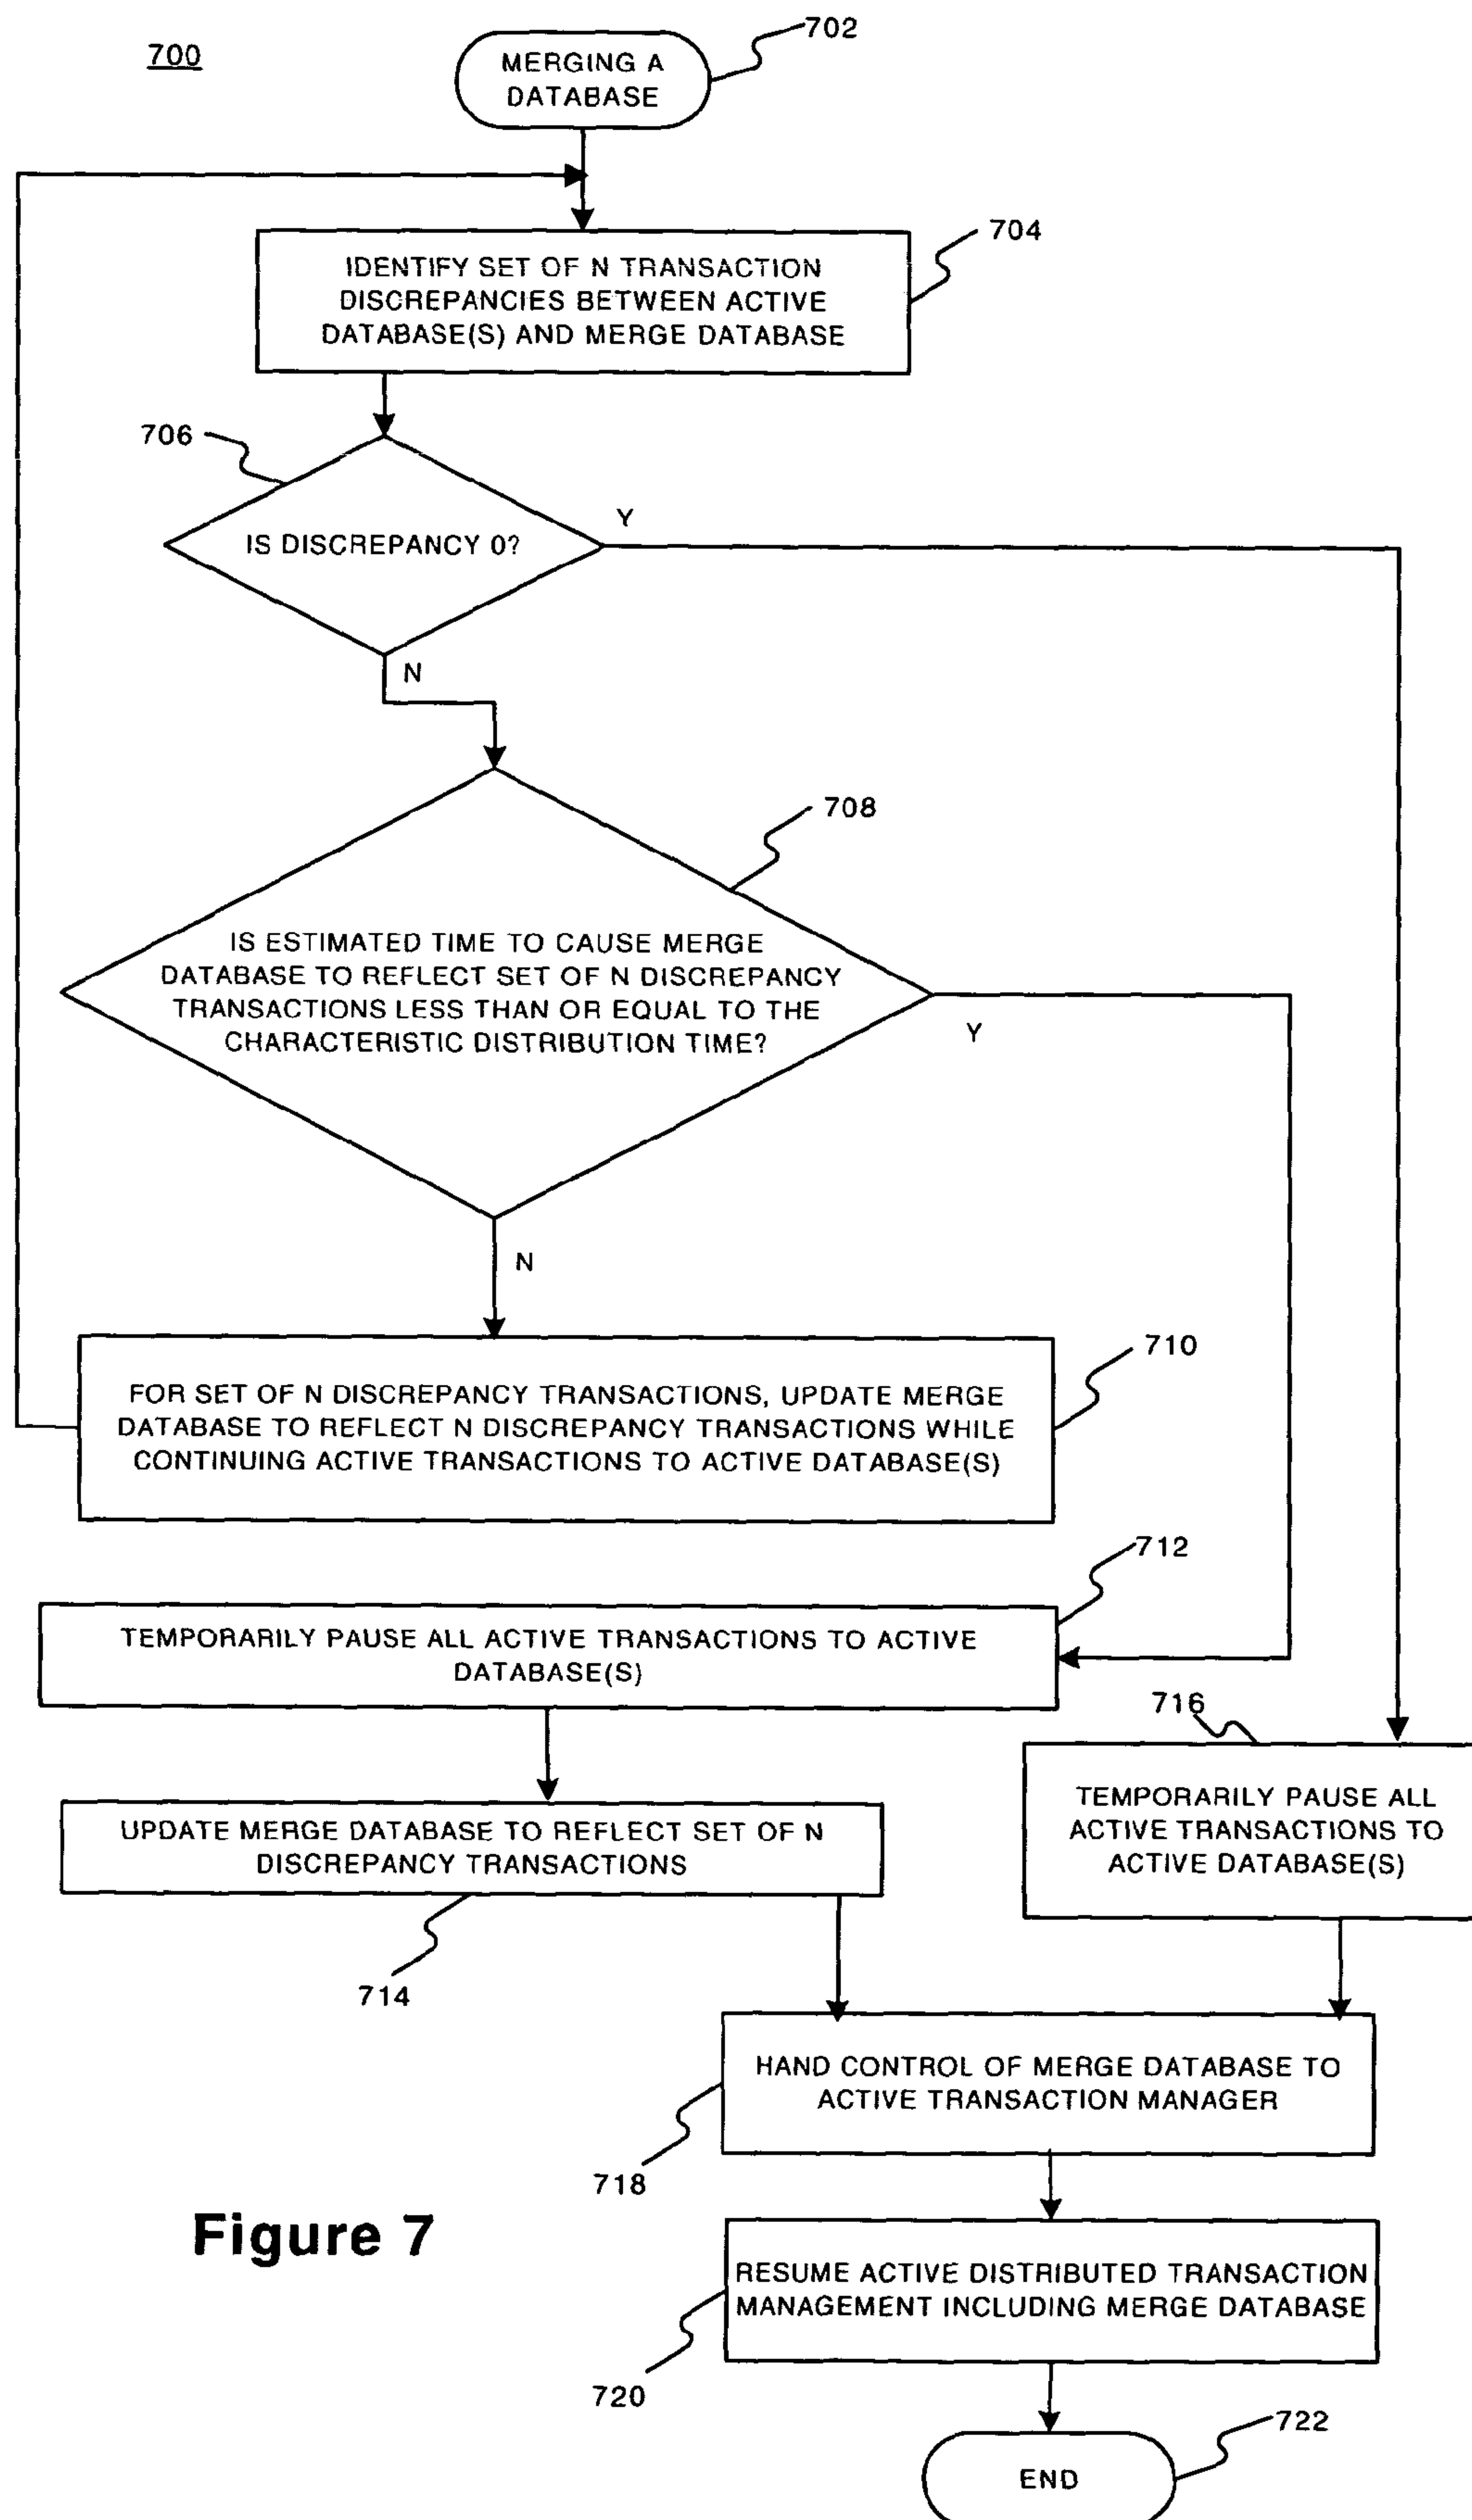 700
702
MERGING A
DATABASE
704
IDENTIFY SET OF N TRANSACTION
DISCREPANCIES BETWEEN ACTIVE
DATABASE(S) AND MERGE DATABASE
706
IS DISCREPANCY 0?
Y
N
708
IS ESTIMATED TIME TO CAUSE MERGE
DATABASE TO REFLECT SET OF N DISCREPANCY
TRANSACTIONS LESS THAN OR EQUAL TO THE
CHARACTERISTIC DISTRIBUTION TIME?
Y
N
710
FOR SET OF N DISCREPANCY TRANSACTIONS, UPDATE MERGE
DATABASE TO REFLECT N DISCREPANCY TRANSACTIONS WHILE
CONTINUING ACTIVE TRANSACTIONS TO ACTIVE DATABASE(S)
712
TEMPORARILY PAUSE ALL ACTIVE TRANSACTIONS TO ACTIVE
DATABASE(S)
716
TEMPORARILY PAUSE ALL
ACTIVE TRANSACTIONS TO
ACTIVE DATABASE(S)
UPDATE MERGE DATABASE TO REFLECT SET OF N
DISCREPANCY TRANSACTIONS
714
HAND CONTROL OF MERGE DATABASE TO
ACTIVE TRANSACTION MANAGER
718
Figure 7
RESUME ACTIVE DISTRIBUTED TRANSACTION
MANAGEMENT INCLUDING MERGE DATABASE
720
722
END